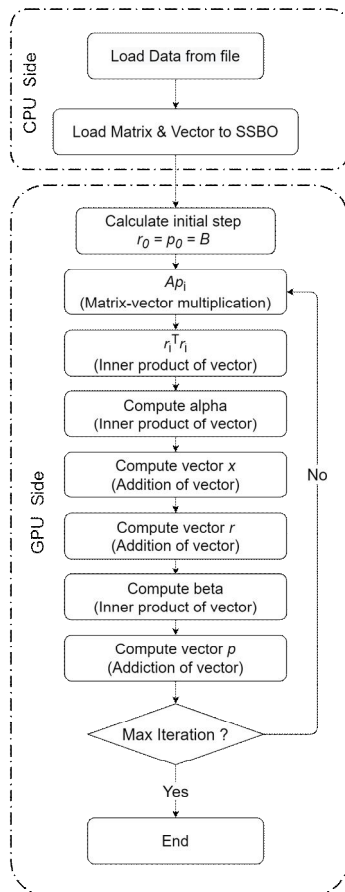 CPU Side
Load Data from file
Load Matrix & Vector to SSBO
GPU Side
Calculate initial step
r₀ = p₀ = B
Apᵢ
(Matrix-vector multiplication)
rᵢᵀrᵢ
(Inner product of vector)
Compute alpha
(Inner product of vector)
Compute vector x
(Addition of vector)
Compute vector r
(Addition of vector)
Compute beta
(Inner product of vector)
Compute vector p
(Addiction of vector)
No
Max Iteration ?
Yes
End